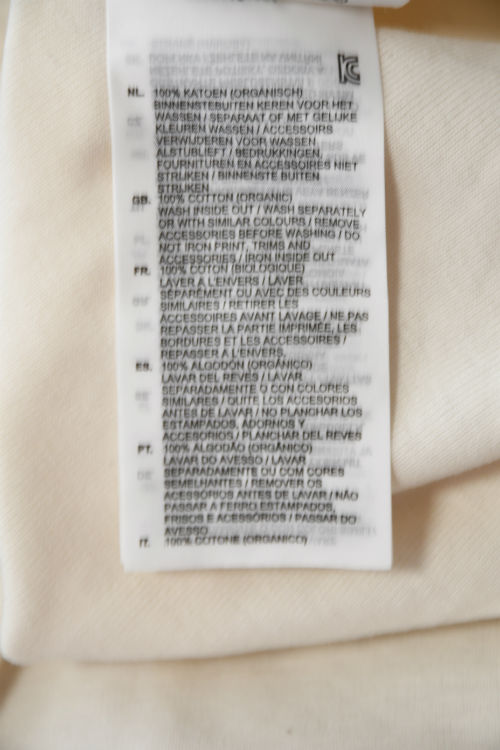 NL. 100% KATOEN (ORGANISCH)
BINNENSTEBUITEN KEREN VOOR HET
WASSEN / SEPARAAT OF MET GELIJKE
KLEUREN WASSEN / ACCESSOIRS
VERWIJDEREN VOOR WASSEN
ALSTUBLIEFT / BEDRUKKINGEN,
FOURNITUREN EN ACCESSOIRES NIET
STRIJKEN / BINNENSTE BUITEN
STRIJKEN
GB. 100% COTTON (ORGANIC)
WASH INSIDE OUT / WASH SEPARATELY
OR WITH SIMILAR COLOURS / REMOVE
ACCESSORIES BEFORE WASHING / DO
NOT IRON PRINT, TRIMS AND
ACCESSORIES / IRON INSIDE OUT
FR. 100% COTON (BIOLOGIQUE)
LAVER A L'ENVERS / LAVER
SÉPARÉMENT OU AVEC DES COULEURS
SIMILAIRES / RETIRER LES
ACCESSOIRES AVANT LAVAGE / NE PAS
REPASSER LA PARTIE IMPRIMÉE, LES
BORDURES ET LES ACCESSOIRES /
REPASSER A L'ENVERS.
ES. 100% ALGODÓN (ORGÁNICO)
LAVAR DEL REVES / LAVAR
SEPARADAMENTE O CON COLORES
SIMILARES / QUITE LOS ACCESORIOS
ANTES DE LAVAR / NO PLANCHAR LOS
ESTAMPADOS, ADORNOS Y
ACCESORIOS / PLANCHAR DEL REVÉS
PT. 100% ALGODÃO (ORGÂNICO)
LAVAR DO AVESSO / LAVAR
SEPARADAMENTE OU COM CORES
SEMELHANTES / REMOVER OS
ACESSÓRIOS ANTES DE LAVAR / NÃO
PASSAR A FERRO ESTAMPADOS,
FRISOS E ACESSÓRIOS / PASSAR DO
AVESSO
IT. 100% COTONE (ORGANICO)